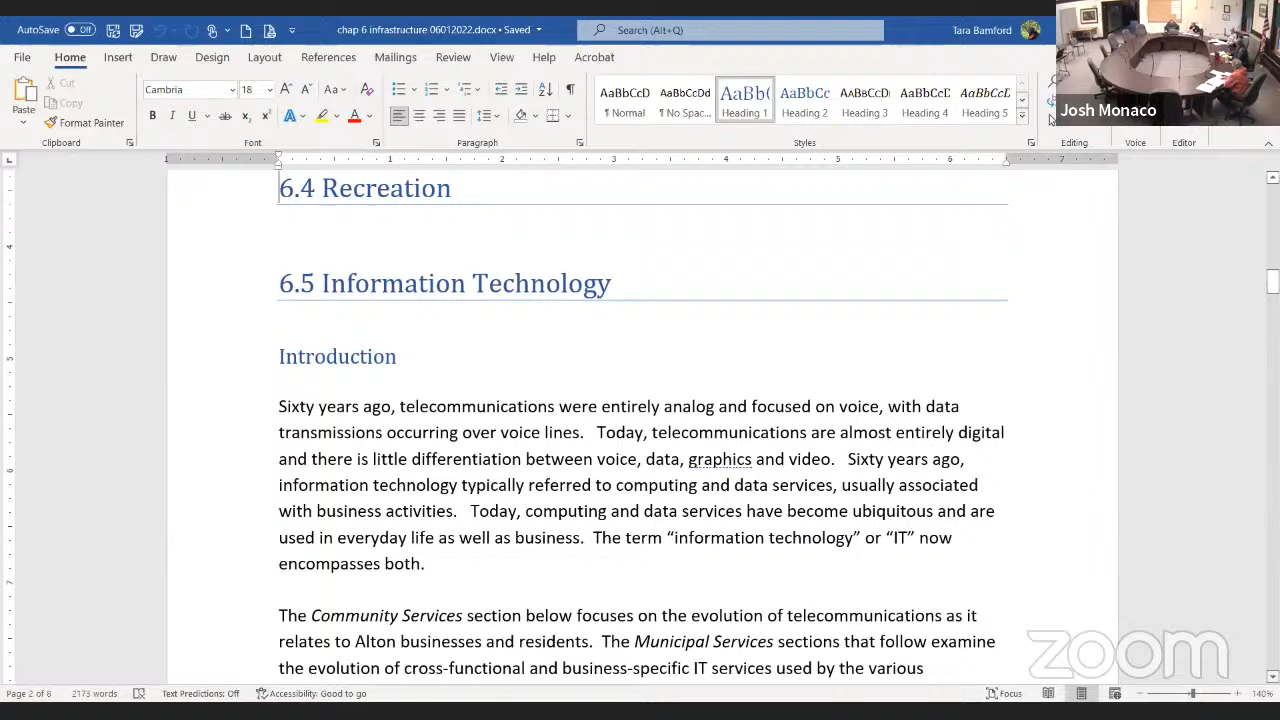 AutoSave Off
chap 6 infrastructure 06012022.docx • Saved
Search (Alt+Q)
Tara Bamford
File Home Insert Draw Design Layout References Mailings Review View Help Acrobat
Paste
Cut
Copy
Format Painter
Clipboard
Cambria 18
Font
Paragraph
AaBbCcD Normal
AaBbCcDd No Spac...
AaBb( Heading 1
AaBbCc Heading 2
AaBbCcD Heading 3
AaBbCcD Heading 4
AaBbCcD Heading 5
Styles
Editing
Voice
Editor
Josh Monaco
6.4 Recreation
6.5 Information Technology
Introduction
Sixty years ago, telecommunications were entirely analog and focused on voice, with data
transmissions occurring over voice lines. Today, telecommunications are almost entirely digital
and there is little differentiation between voice, data, graphics and video. Sixty years ago,
information technology typically referred to computing and data services, usually associated
with business activities. Today, computing and data services have become ubiquitous and are
used in everyday life as well as business. The term “information technology” or “IT” now
encompasses both.
The Community Services section below focuses on the evolution of telecommunications as it
relates to Alton businesses and residents. The Municipal Services sections that follow examine
the evolution of cross-functional and business-specific IT services used by the various
zoom
Page 2 of 8 2173 words Text Predictions: Off Accessibility: Good to go Focus 140%